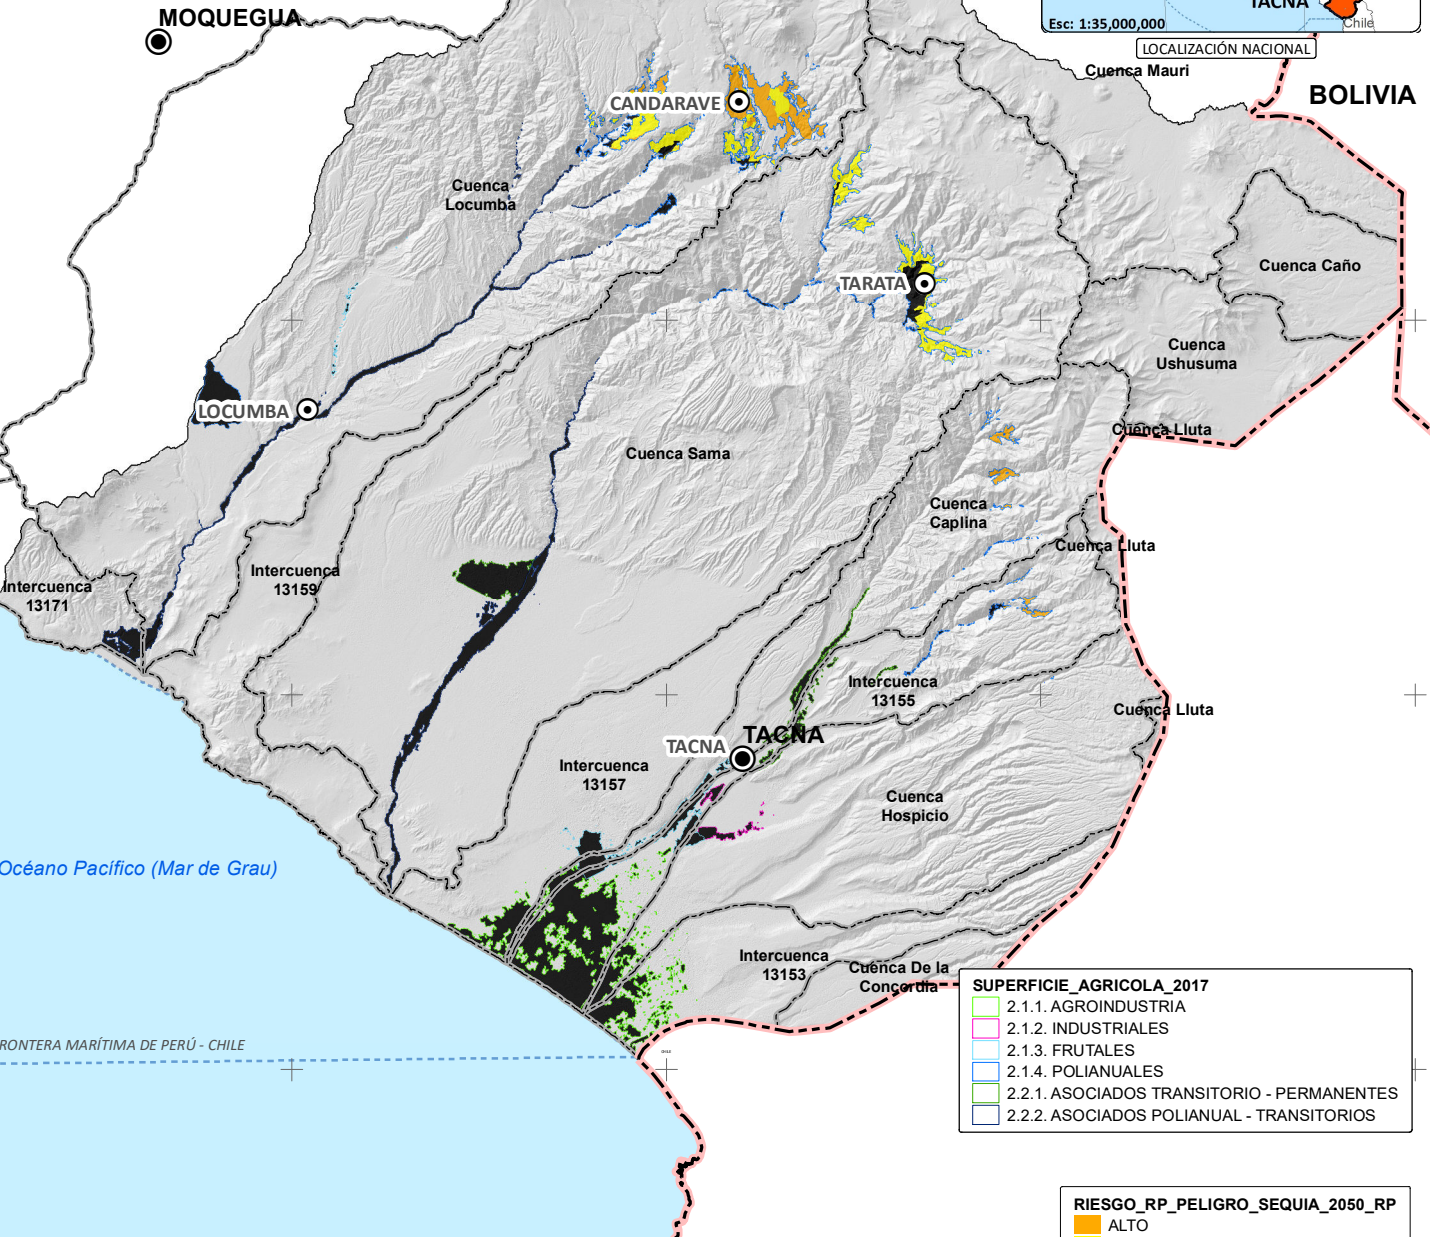 MOQUEGUA
TACNA
Chile
Esc: 1:35,000,000
LOCALIZACIÓN NACIONAL
Cuenca Mauri
BOLIVIA
CANDARAVE
Cuenca
Locumba
TARATA
Cuenca Caño
Cuenca
Ushusuma
LOCUMBA
Cuenca Lluta
Cuenca Sama
Cuenca
Caplina
Cuenca Lluta
Intercuenca
13171
Intercuenca
13159
Intercuenca
13155
Cuenca Lluta
TACNA
TACNA
Intercuenca
13157
Cuenca
Hospicio
Océano Pacífico (Mar de Grau)
Intercuenca
13153
Cuenca De la
Concordia
RONTERA MARÍTIMA DE PERÚ - CHILE
CHILE
SUPERFICIE_AGRICOLA_2017
2.1.1. AGROINDUSTRIA
2.1.2. INDUSTRIALES
2.1.3. FRUTALES
2.1.4. POLIANUALES
2.2.1. ASOCIADOS TRANSITORIO - PERMANENTES
2.2.2. ASOCIADOS POLIANUAL - TRANSITORIOS
RIESGO_RP_PELIGRO_SEQUIA_2050_RP
ALTO